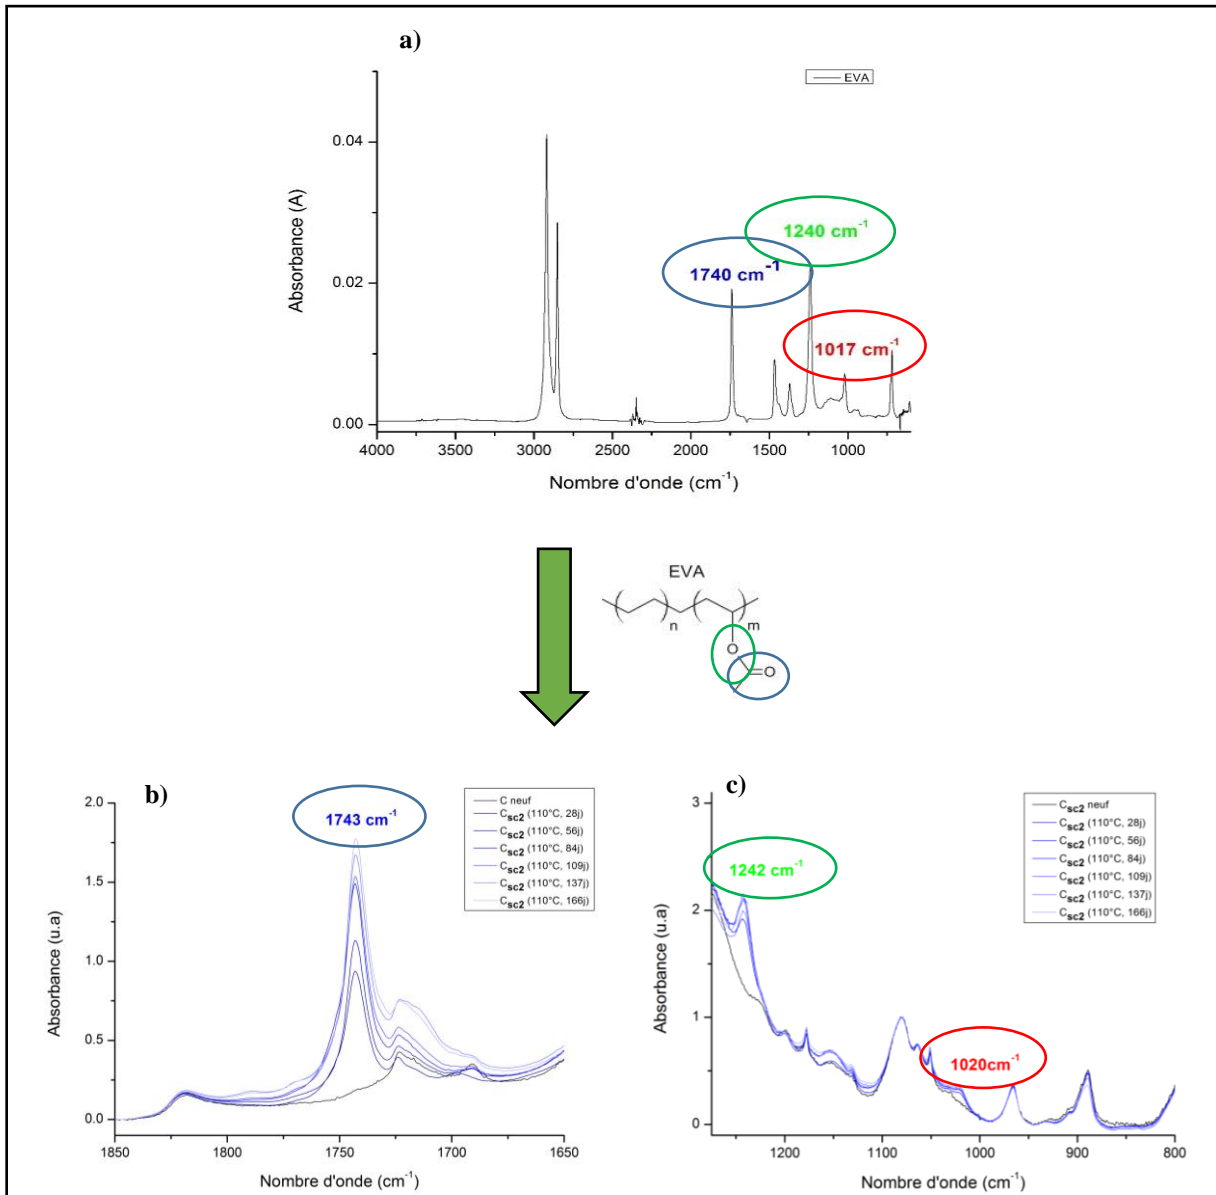 a)
EVA
Absorbance (A)
0.04
0.02
0.00
1240 cm⁻¹
1740 cm⁻¹
1017 cm⁻¹
4000 3500 3000 2500 2000 1500 1000
Nombre d'onde (cm⁻¹)
EVA
n
m
O
O
b)
1743 cm⁻¹
C neuf
Csc2 (110°C, 28j)
Csc2 (110°C, 56j)
Csc2 (110°C, 84j)
Csc2 (110°C, 109j)
Csc2 (110°C, 137j)
Csc2 (110°C, 166j)
Absorbance (u.a)
2.0
1.5
1.0
0.5
0.0
1850 1800 1750 1700 1650
Nombre d'onde (cm⁻¹)
c)
1242 cm⁻¹
Csc2 neuf
Csc2 (110°C, 28j)
Csc2 (110°C, 56j)
Csc2 (110°C, 84j)
Csc2 (110°C, 109j)
Csc2 (110°C, 137j)
Csc2 (110°C, 166j)
1020cm⁻¹
Absorbance (u.a)
3
2
1
0
1200 1100 1000 900 800
Nombre d'onde (cm⁻¹)